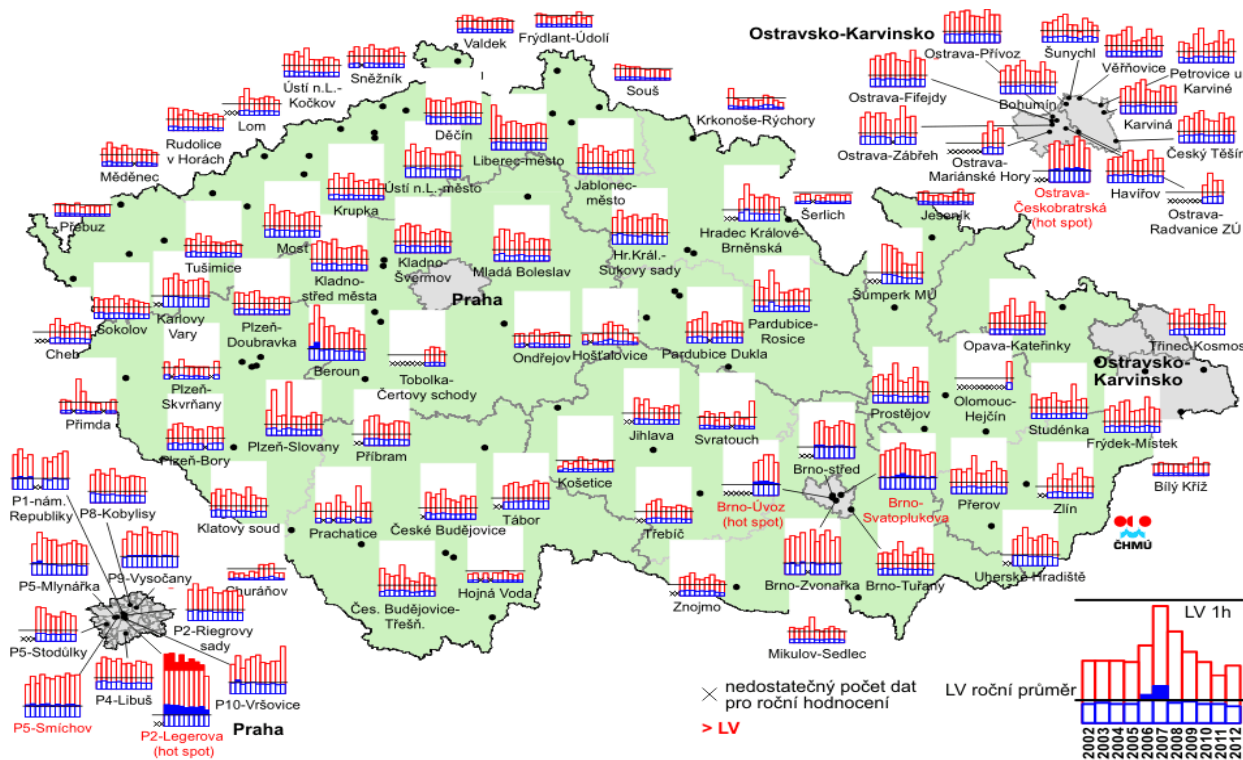 Valdek
Frýdlant-Údolí
Sněžník
Ústí n.L.-
Kočkov
Souš
Lom
Rudolice
v Horách
Měděnec
Přebuz
Děčín
Liberec-město
Ústí n.L.-město
Jablonec-
město
Krkonoše-Rýchory
Krupka
Most
Tušimice
Kladno-
střed města
Kladno-
Švermov
Mladá Boleslav
Hr.Král.-
Sukovy sady
Hradec Králové-
Brněnská
Šerlich
Jeseník
Šumperk MÚ
Ostravsko-Karvinsko
Ostrava-Přívoz
Šunychl
Věřňovice
Petrovice u
Karviné
Ostrava-Fifejdy
Bohumín
Karviná
Ostrava-Zábřeh
Ostrava-
Mariánské Hory
Český Těšín
Ostrava-
Českobratrská
(hot spot)
Havířov
Ostrava-
Radvanice ZÚ
Praha
Sokolov
Karlovy
Vary
Plzeň-
Doubravka
Cheb
Plzeň-
Skvrňany
Beroun
Tobolka-
Čertovy schody
Ondřejov
Hošťalovice
Pardubice Dukla
Pardubice-
Rosice
Opava-Kateřinky
Třinec-Kosmos
Ostravsko-
Karvinsko
Přimda
Plzeň-Bory
Plzeň-Slovany
Příbram
Jihlava
Svratouch
Prostějov
Olomouc-
Hejčín
Studénka
Frýdek-Místek
Bílý Kříž
Klatovy soud
Prachatice
České Budějovice
Tábor
Košetice
Třebíč
Brno-střed
Brno-Úvoz
(hot spot)
Brno-
Svatoplukova
Přerov
Zlín
Uherské Hradiště
ČHMÚ
Churáňov
Čes. Budějovice-
Třešň.
Hojná Voda
Znojmo
Brno-Zvonařka
Brno-Tuřany
Mikulov-Sedlec
P1-nám.
Republiky
P8-Kobylisy
P5-Mlynářka
P9-Vysočany
P2-Riegrovy
sady
P5-Stodůlky
P4-Libuš
P10-Vršovice
P5-Smíchov
P2-Legerova
(hot spot)
Praha
nedostatečný počet dat
pro roční hodnocení
> LV
LV 1h
LV roční průměr
2002
2003
2004
2005
2006
2007
2008
2009
2010
2011
2012